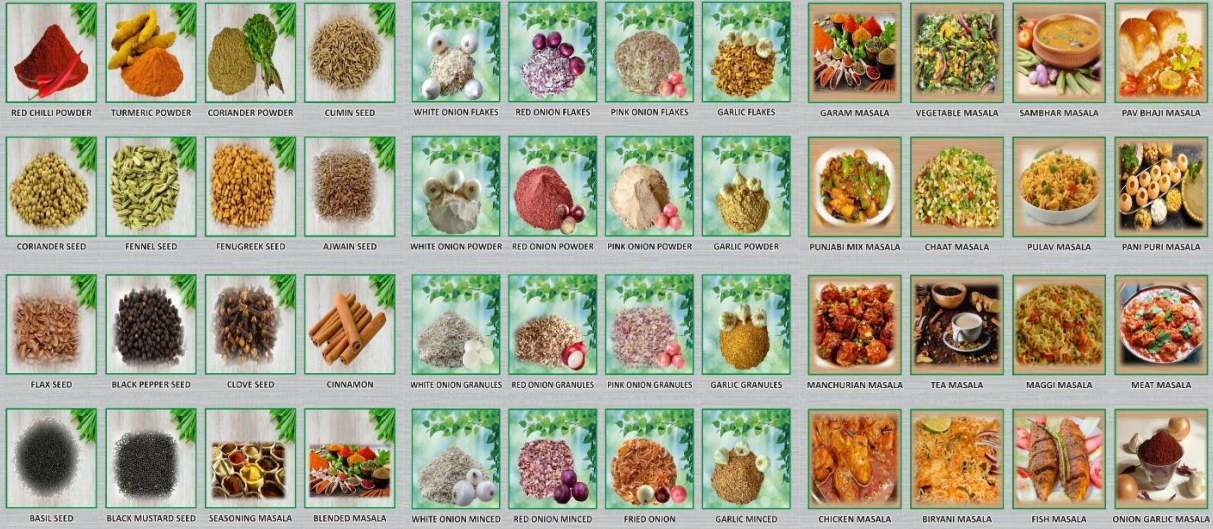 RED CHILLI POWDER
TURMERIC POWDER
CORIANDER POWDER
CUMIN SEED
WHITE ONION FLAKES
RED ONION FLAKES
PINK ONION FLAKES
GARLIC FLAKES
GARAM MASALA
VEGETABLE MASALA
SAMBHAR MASALA
PAV BHAJI MASALA
CORIANDER SEED
FENNEL SEED
FENUGREEK SEED
AJWAIN SEED
WHITE ONION POWDER
RED ONION POWDER
PINK ONION POWDER
GARLIC POWDER
PUNJABI MIX MASALA
CHAAT MASALA
PULAV MASALA
PANI PURI MASALA
FLAX SEED
BLACK PEPPER SEED
CLOVE SEED
CINNAMON
WHITE ONION GRANULES
RED ONION GRANULES
PINK ONION GRANULES
GARLIC GRANULES
MANCHURIAN MASALA
TEA MASALA
MAGGI MASALA
MEAT MASALA
BASIL SEED
BLACK MUSTARD SEED
SEASONING MASALA
BLENDED MASALA
WHITE ONION MINCED
RED ONION MINCED
FRIED ONION
GARLIC MINCED
CHICKEN MASALA
BIRYANI MASALA
FISH MASALA
ONION GARLIC MASALA